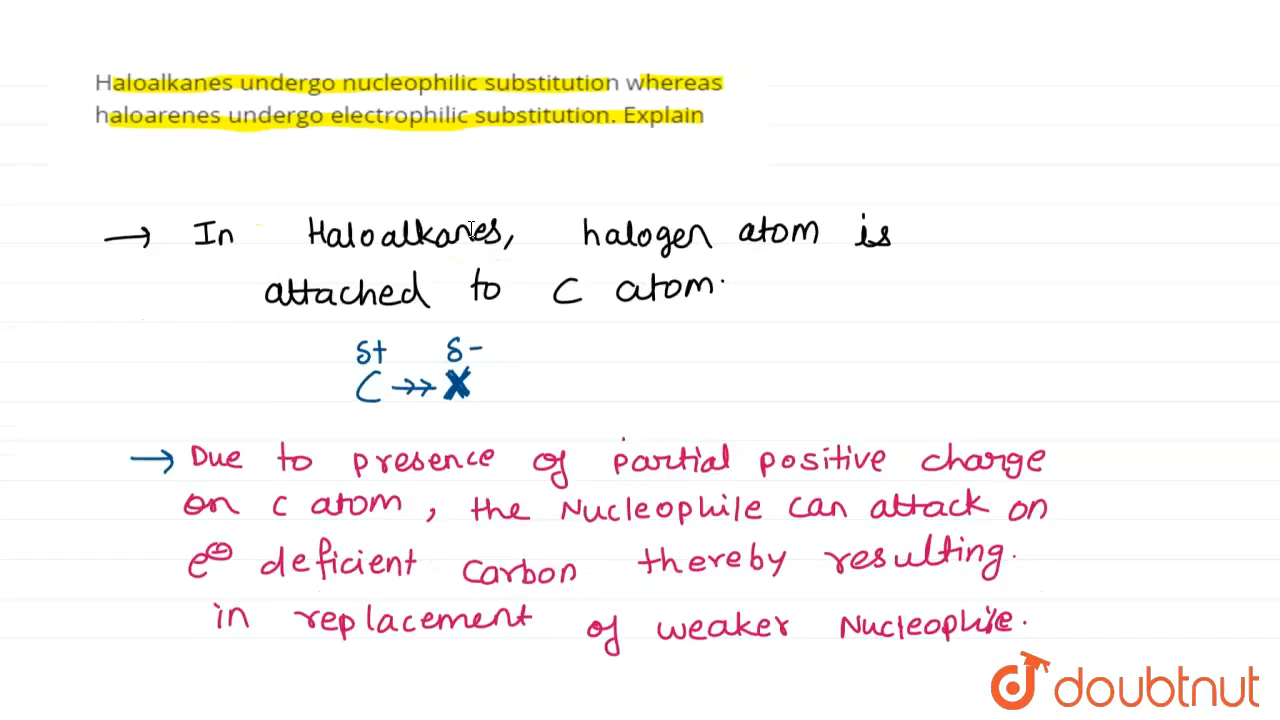 Haloalkanes undergo nucleophilic substitution whereas
haloarenes undergo electrophilic substitution. Explain
→ In Haloalkanes, halogen atom is
attached to C atom.
δ+ δ-
C →→ X
→ Due to presence of partial positive charge
on C atom, the Nucleophile can attack on
e⊖ deficient carbon thereby resulting.
in replacement of weaker Nucleophile.
doubtnut